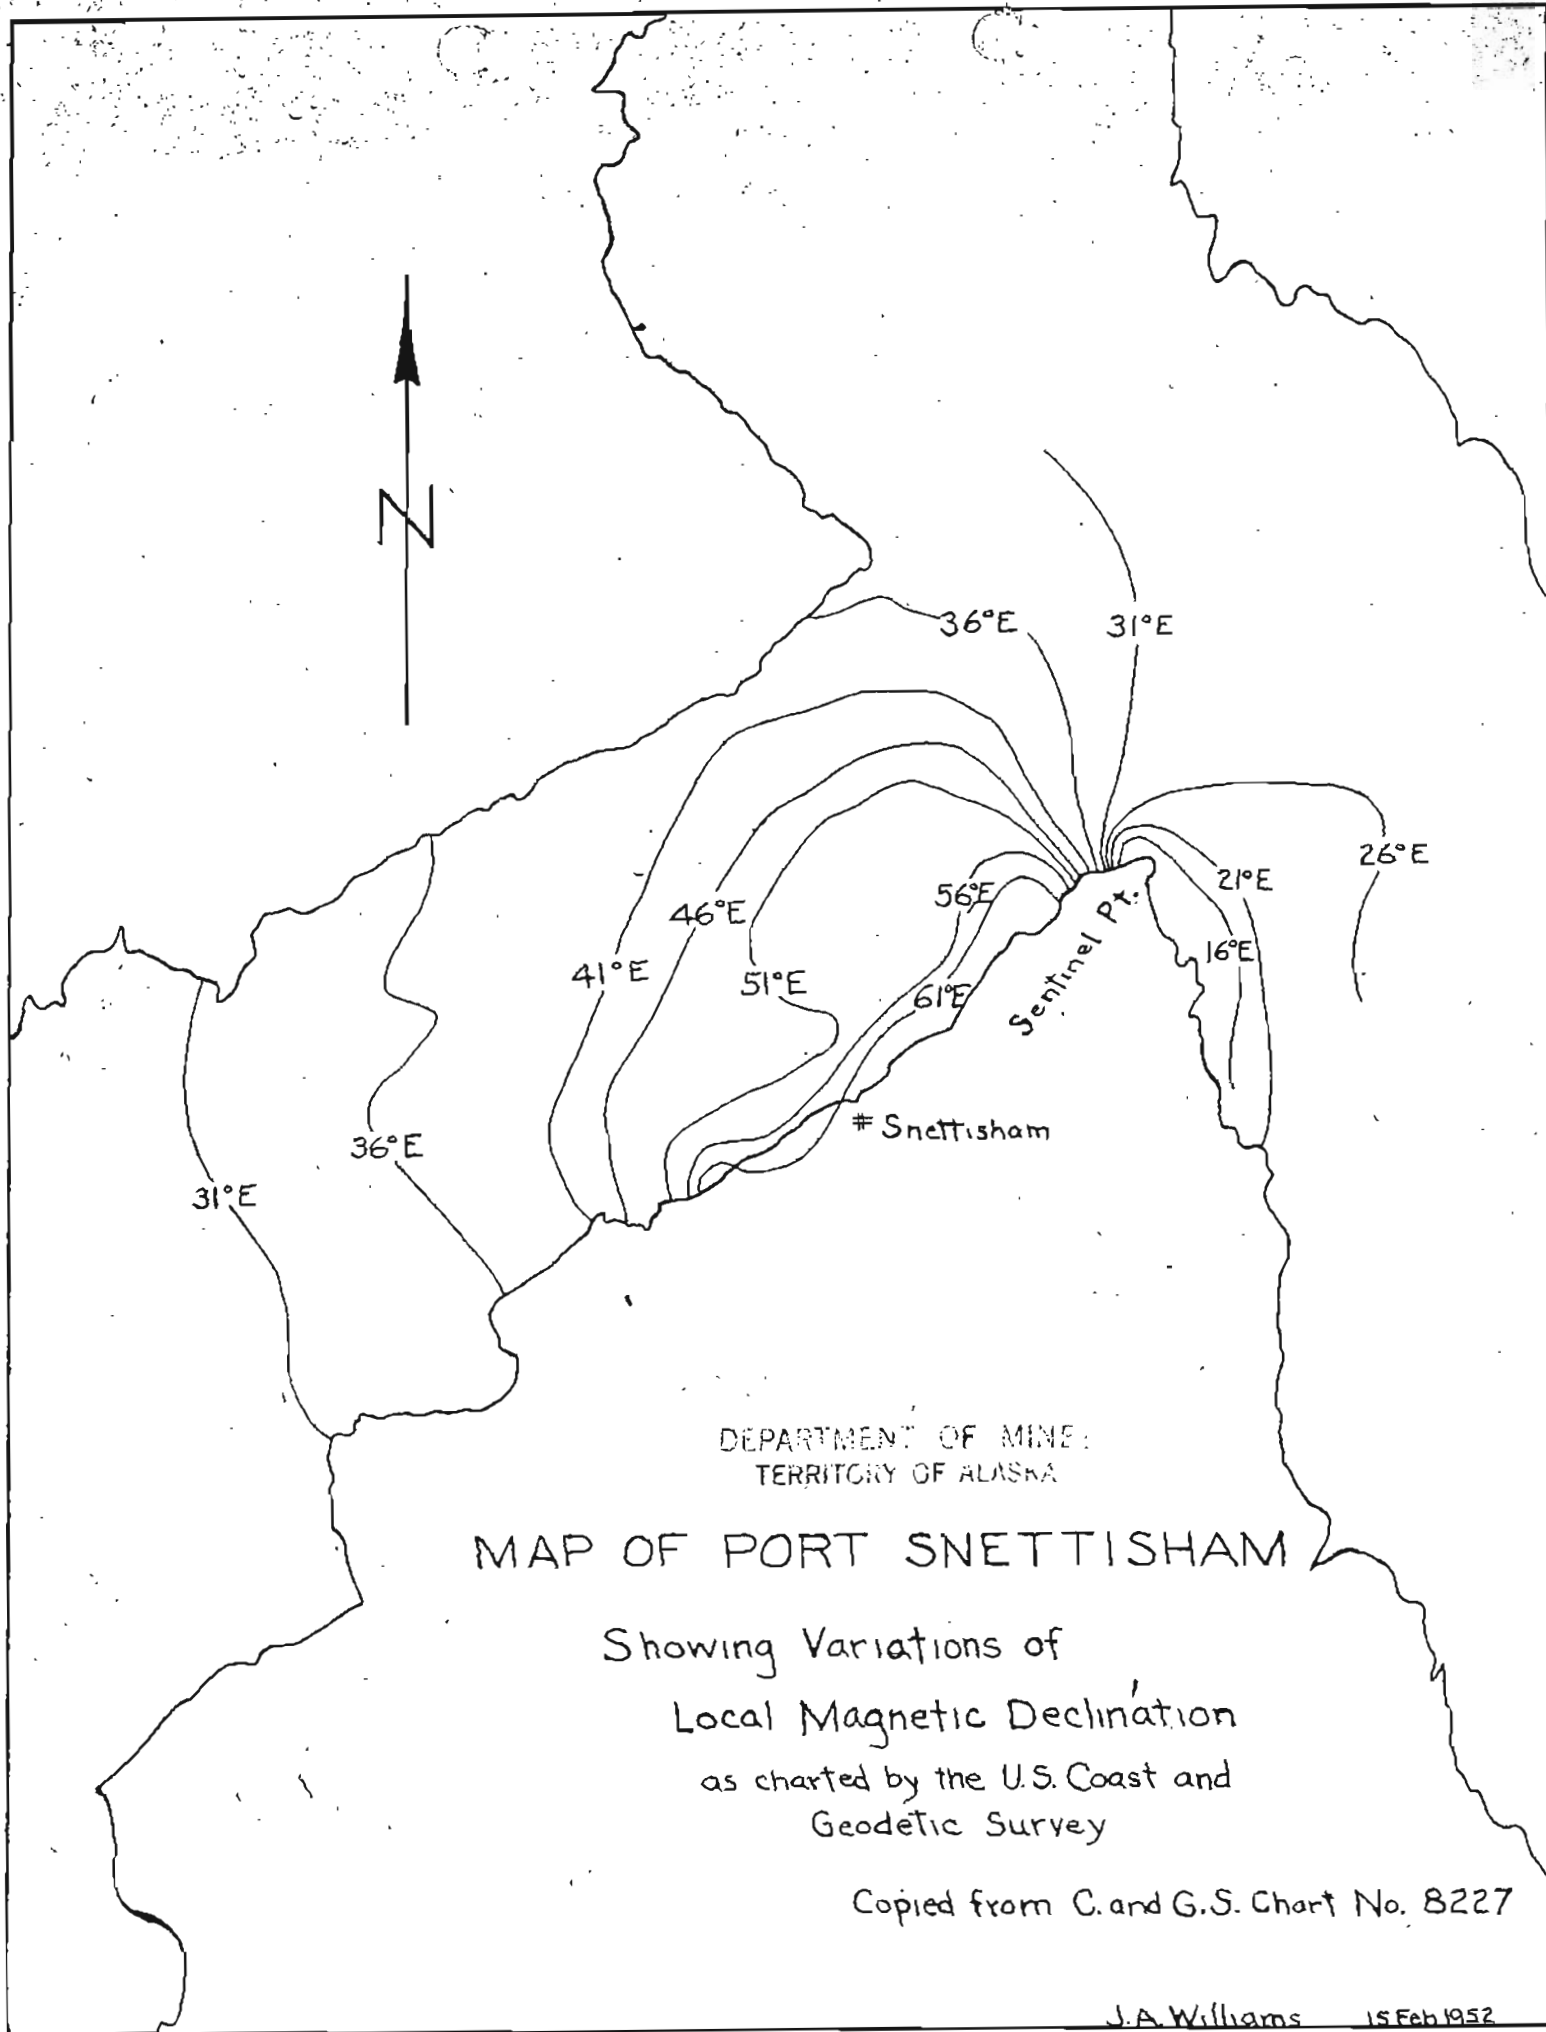 N
36°E
31°E
26°E
56°E
21°E
46°E
Sentinel Pt.
16°E
41°E
51°E
61°E
Snettisham
36°E
31°E
DEPARTMENT OF MINE
TERRITORY OF ALASKA
MAP OF PORT SNETTISHAM
Showing Variations of
Local Magnetic Declination
as charted by the U.S. Coast and
Geodetic Survey
Copied from C. and G.S. Chart No. 8227
J.A. Williams 15 Feb 1952